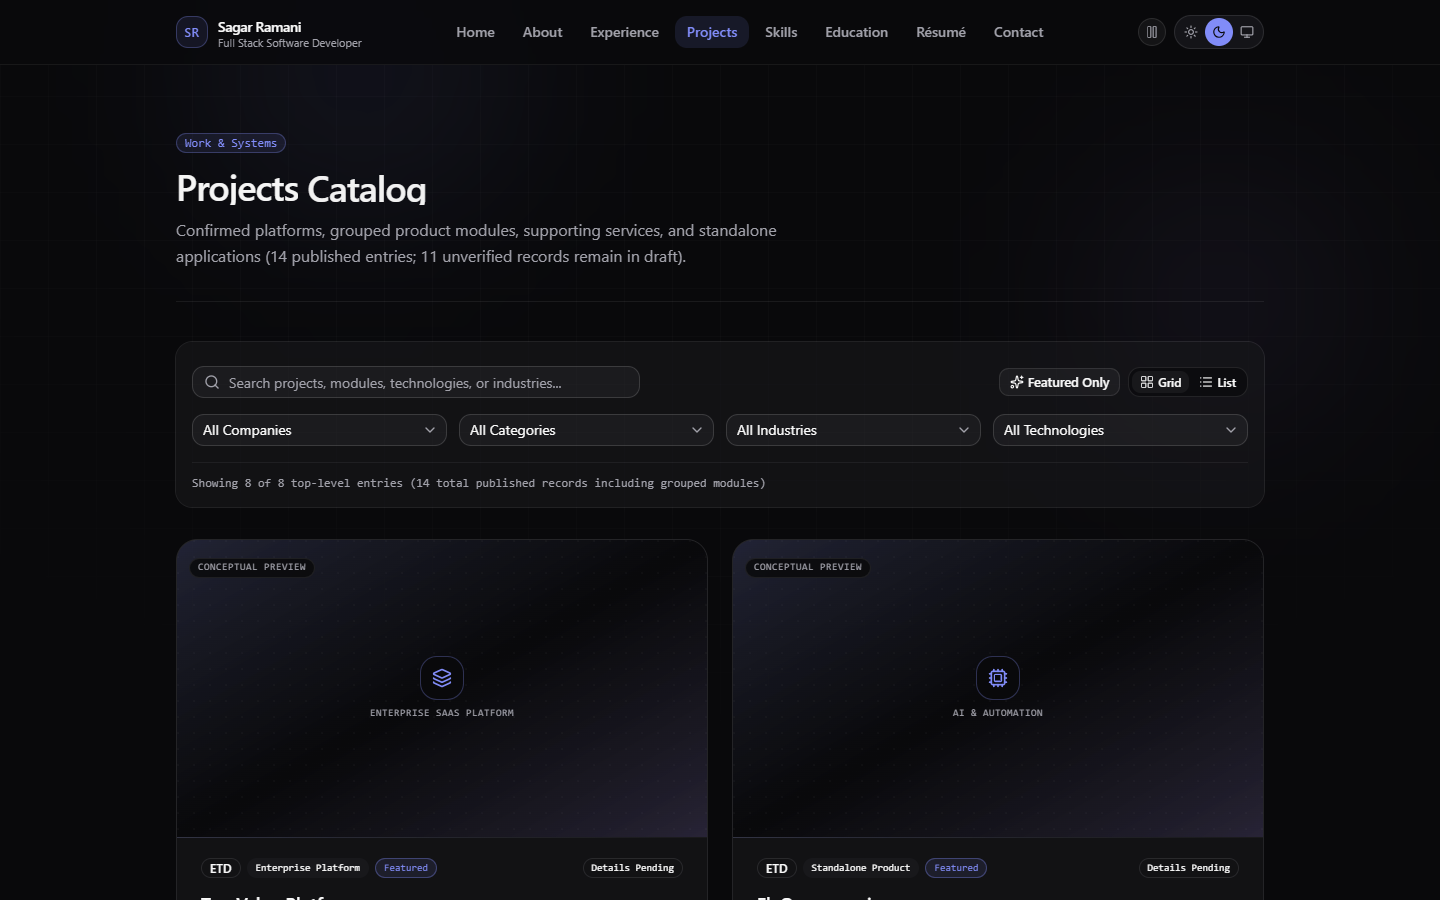 SR
Sagar Ramani
Full Stack Software Developer
Home
About
Experience
Projects
Skills
Education
Résumé
Contact
Work & Systems
Projects Catalog
Confirmed platforms, grouped product modules, supporting services, and standalone
applications (14 published entries; 11 unverified records remain in draft).
Search projects, modules, technologies, or industries...
Featured Only
Grid
List
All Companies
All Categories
All Industries
All Technologies
Showing 8 of 8 top-level entries (14 total published records including grouped modules)
CONCEPTUAL PREVIEW
ENTERPRISE SAAS PLATFORM
ETD
Enterprise Platform
Featured
Details Pending
CONCEPTUAL PREVIEW
AI & AUTOMATION
ETD
Standalone Product
Featured
Details Pending